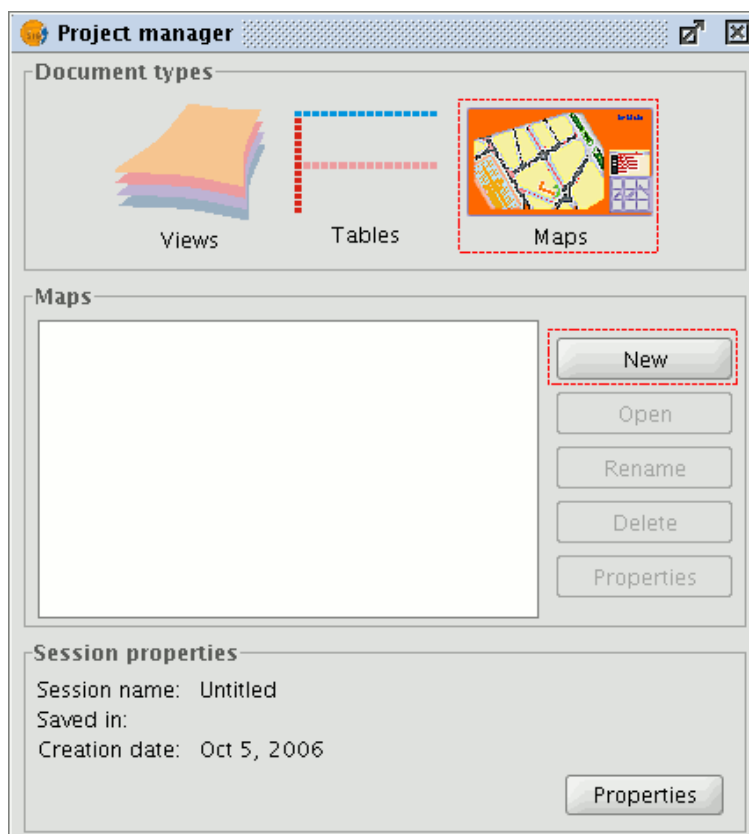 Project manager
Document types
Views
Tables
Maps
Maps
New
Open
Rename
Delete
Properties
Session properties
Session name: Untitled
Saved in:
Creation date: Oct 5, 2006
Properties